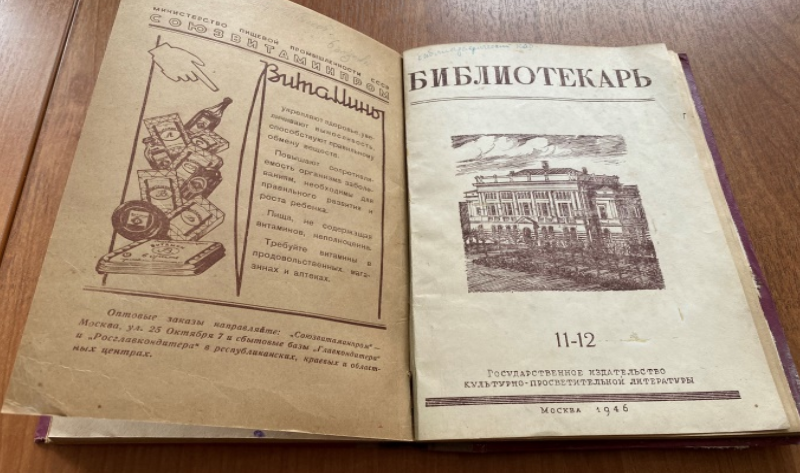 МИНИСТЕРСТВО ПИЩЕВОЙ ПРОМЫШЛЕННОСТИ СССР
СОЮЗВИТАМИНПРОМ
Витамины
укрепляют здоровье, уве-
личивают выносливость,
способствуют правильному
обмену веществ.
Повышают сопротивля-
емость организма заболе-
ваниям, необходимы для
правильного развития и
роста ребенка.
Пища, не содержащая
витаминов, неполноценна.
Требуйте витамины в
продовольственных мага-
зинах и аптеках.
Оптовые заказы направляйте: „Союзвитаминпром“ —
Москва, ул. 25 Октября 7 и сбытовые базы „Главкондитера“
и „Росглавкондитера“ в республиканских, краевых и област-
ных центрах.
БИБЛИОТЕКАРЬ
11-12
ГОСУДАРСТВЕННОЕ ИЗДАТЕЛЬСТВО
КУЛЬТУРНО-ПРОСВЕТИТЕЛЬНОЙ ЛИТЕРАТУРЫ
МОСКВА 1946